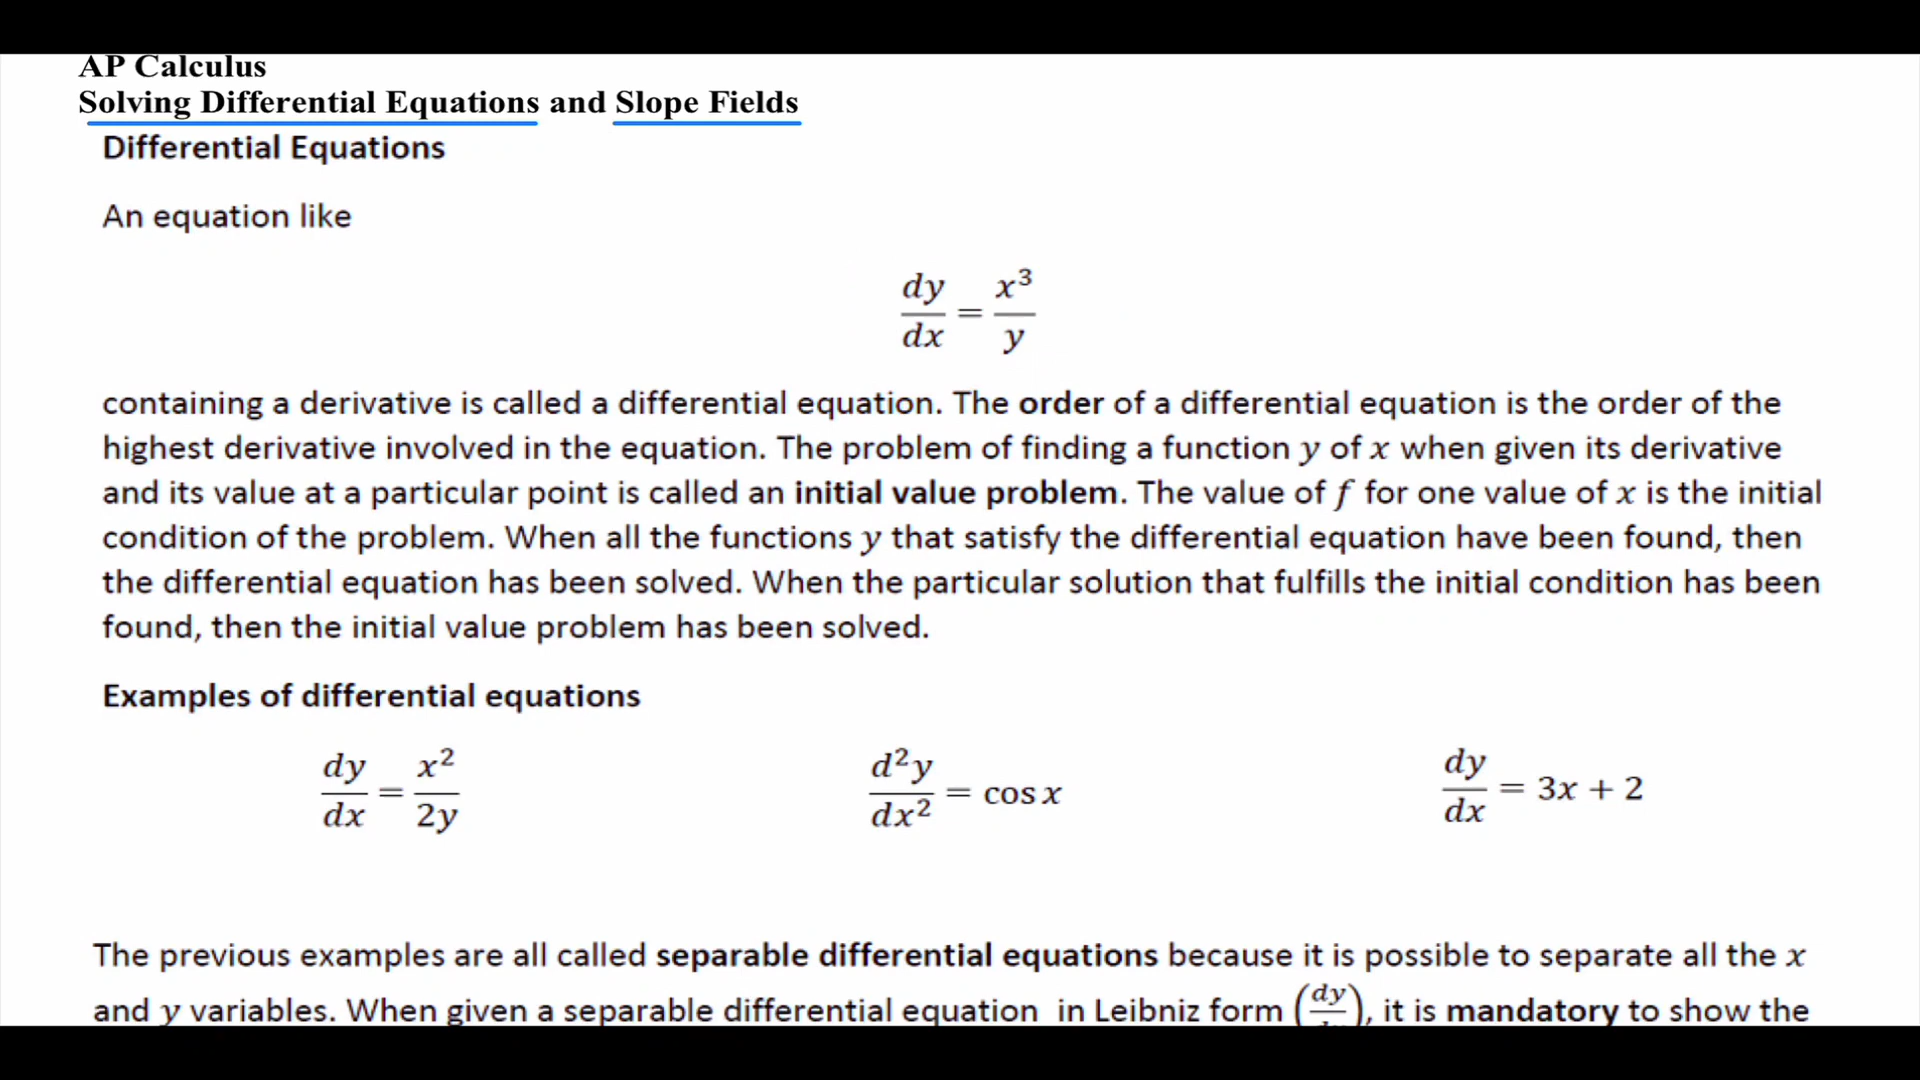 AP Calculus
Solving Differential Equations and Slope Fields
Differential Equations
An equation like
dy/dx = x³/y
containing a derivative is called a differential equation. The order of a differential equation is the order of the
highest derivative involved in the equation. The problem of finding a function y of x when given its derivative
and its value at a particular point is called an initial value problem. The value of f for one value of x is the initial
condition of the problem. When all the functions y that satisfy the differential equation have been found, then
the differential equation has been solved. When the particular solution that fulfills the initial condition has been
found, then the initial value problem has been solved.
Examples of differential equations
dy/dx = x²/2y d²y/dx² = cos x dy/dx = 3x + 2
The previous examples are all called separable differential equations because it is possible to separate all the x
and y variables. When given a separable differential equation in Leibniz form (dy/dx), it is mandatory to show the